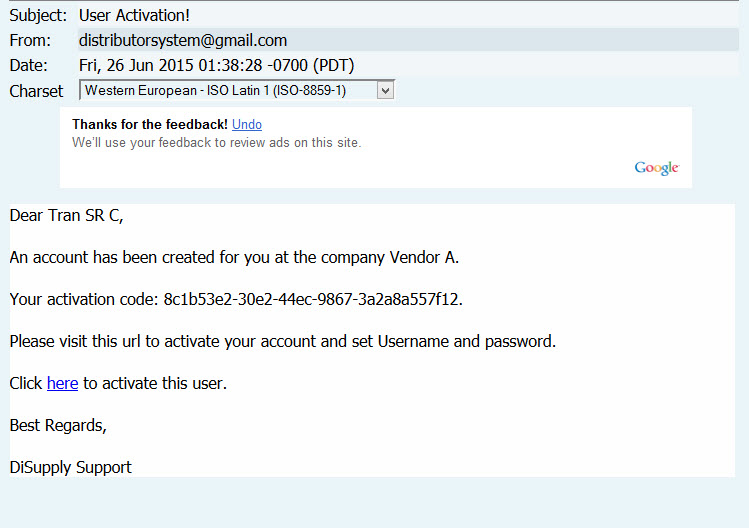 Subject: User Activation!
From: distributorsystem@gmail.com
Date: Fri, 26 Jun 2015 01:38:28 -0700 (PDT)
Charset Western European - ISO Latin 1 (ISO-8859-1)
Thanks for the feedback! Undo
We'll use your feedback to review ads on this site.
Google
Dear Tran SR C,
An account has been created for you at the company Vendor A.
Your activation code: 8c1b53e2-30e2-44ec-9867-3a2a8a557f12.
Please visit this url to activate your account and set Username and password.
Click here to activate this user.
Best Regards,
DiSupply Support